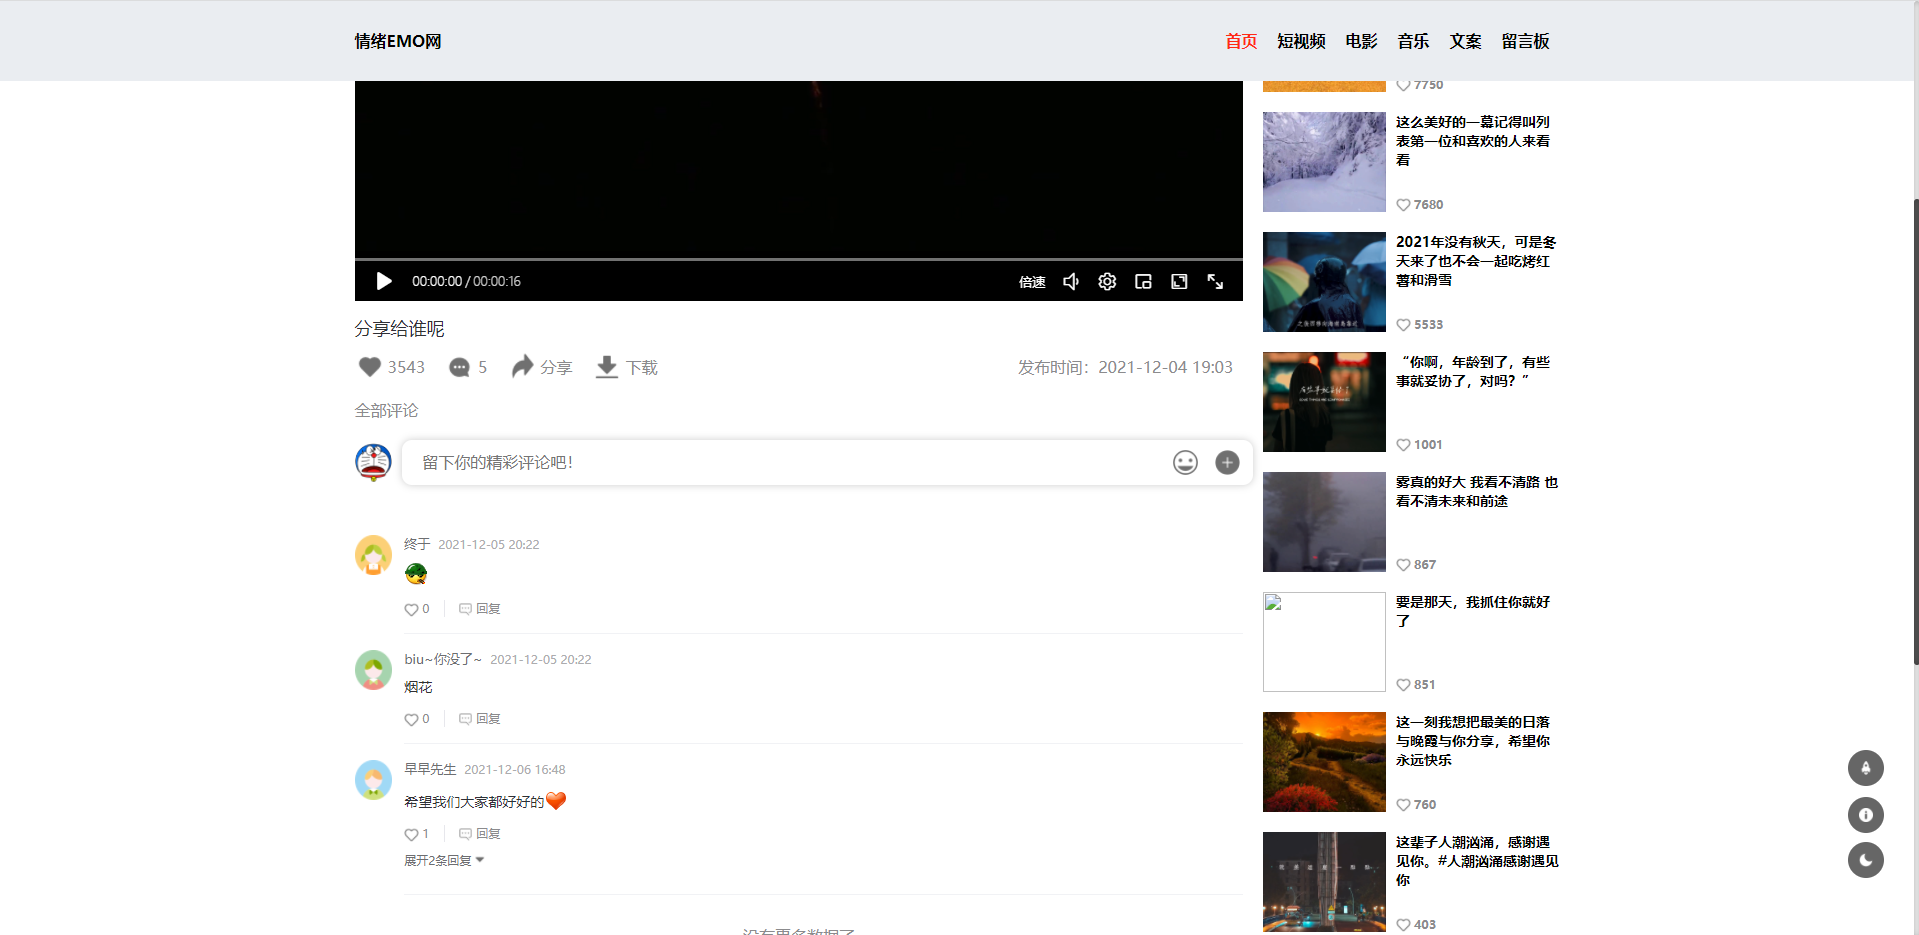 情绪EMO网
首页 短视频 电影 音乐 文案 留言板
00:00:00 / 00:00:16
倍速
分享给谁呢
3543 5 分享 下载
发布时间：2021-12-04 19:03
全部评论
留下你的精彩评论吧！
终于 2021-12-05 20:22
0 回复
biu~你没了~ 2021-12-05 20:22
烟花
0 回复
早早先生 2021-12-06 16:48
希望我们大家都好好的
1 回复
展开2条回复
没有更多数据了
7750
这么美好的一幕记得叫列
表第一位和喜欢的人来看
看
7680
2021年没有秋天，可是冬
天来了也不会一起吃烤红
薯和滑雪
5533
“你啊，年龄到了，有些
事就妥协了，对吗？”
1001
雾真的好大 我看不清路 也
看不清未来和前途
867
要是那天，我抓住你就好
了
851
这一刻我想把最美的日落
与晚霞与你分享，希望你
永远快乐
760
这辈子人潮汹涌，感谢遇
见你。#人潮汹涌感谢遇见
你
403